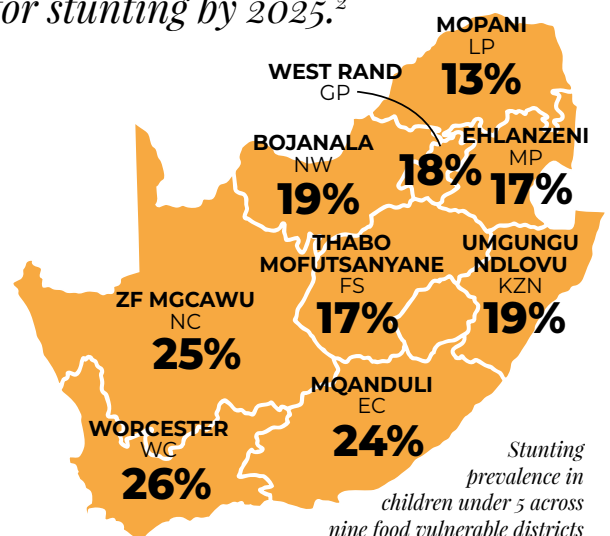 for stunting by 2025.²
MOPANI
LP
13%
WEST RAND
GP
18%
BOJANALA
NW
19%
EHLANZENI
MP
17%
THABO
MOFUTSANYANE
FS
17%
UMGUNGU
NDLOVU
KZN
19%
ZF MGCAWU
NC
25%
MQANDULI
EC
24%
WORCESTER
WC
26%
Stunting
prevalence in
children under 5 across
nine food vulnerable districts